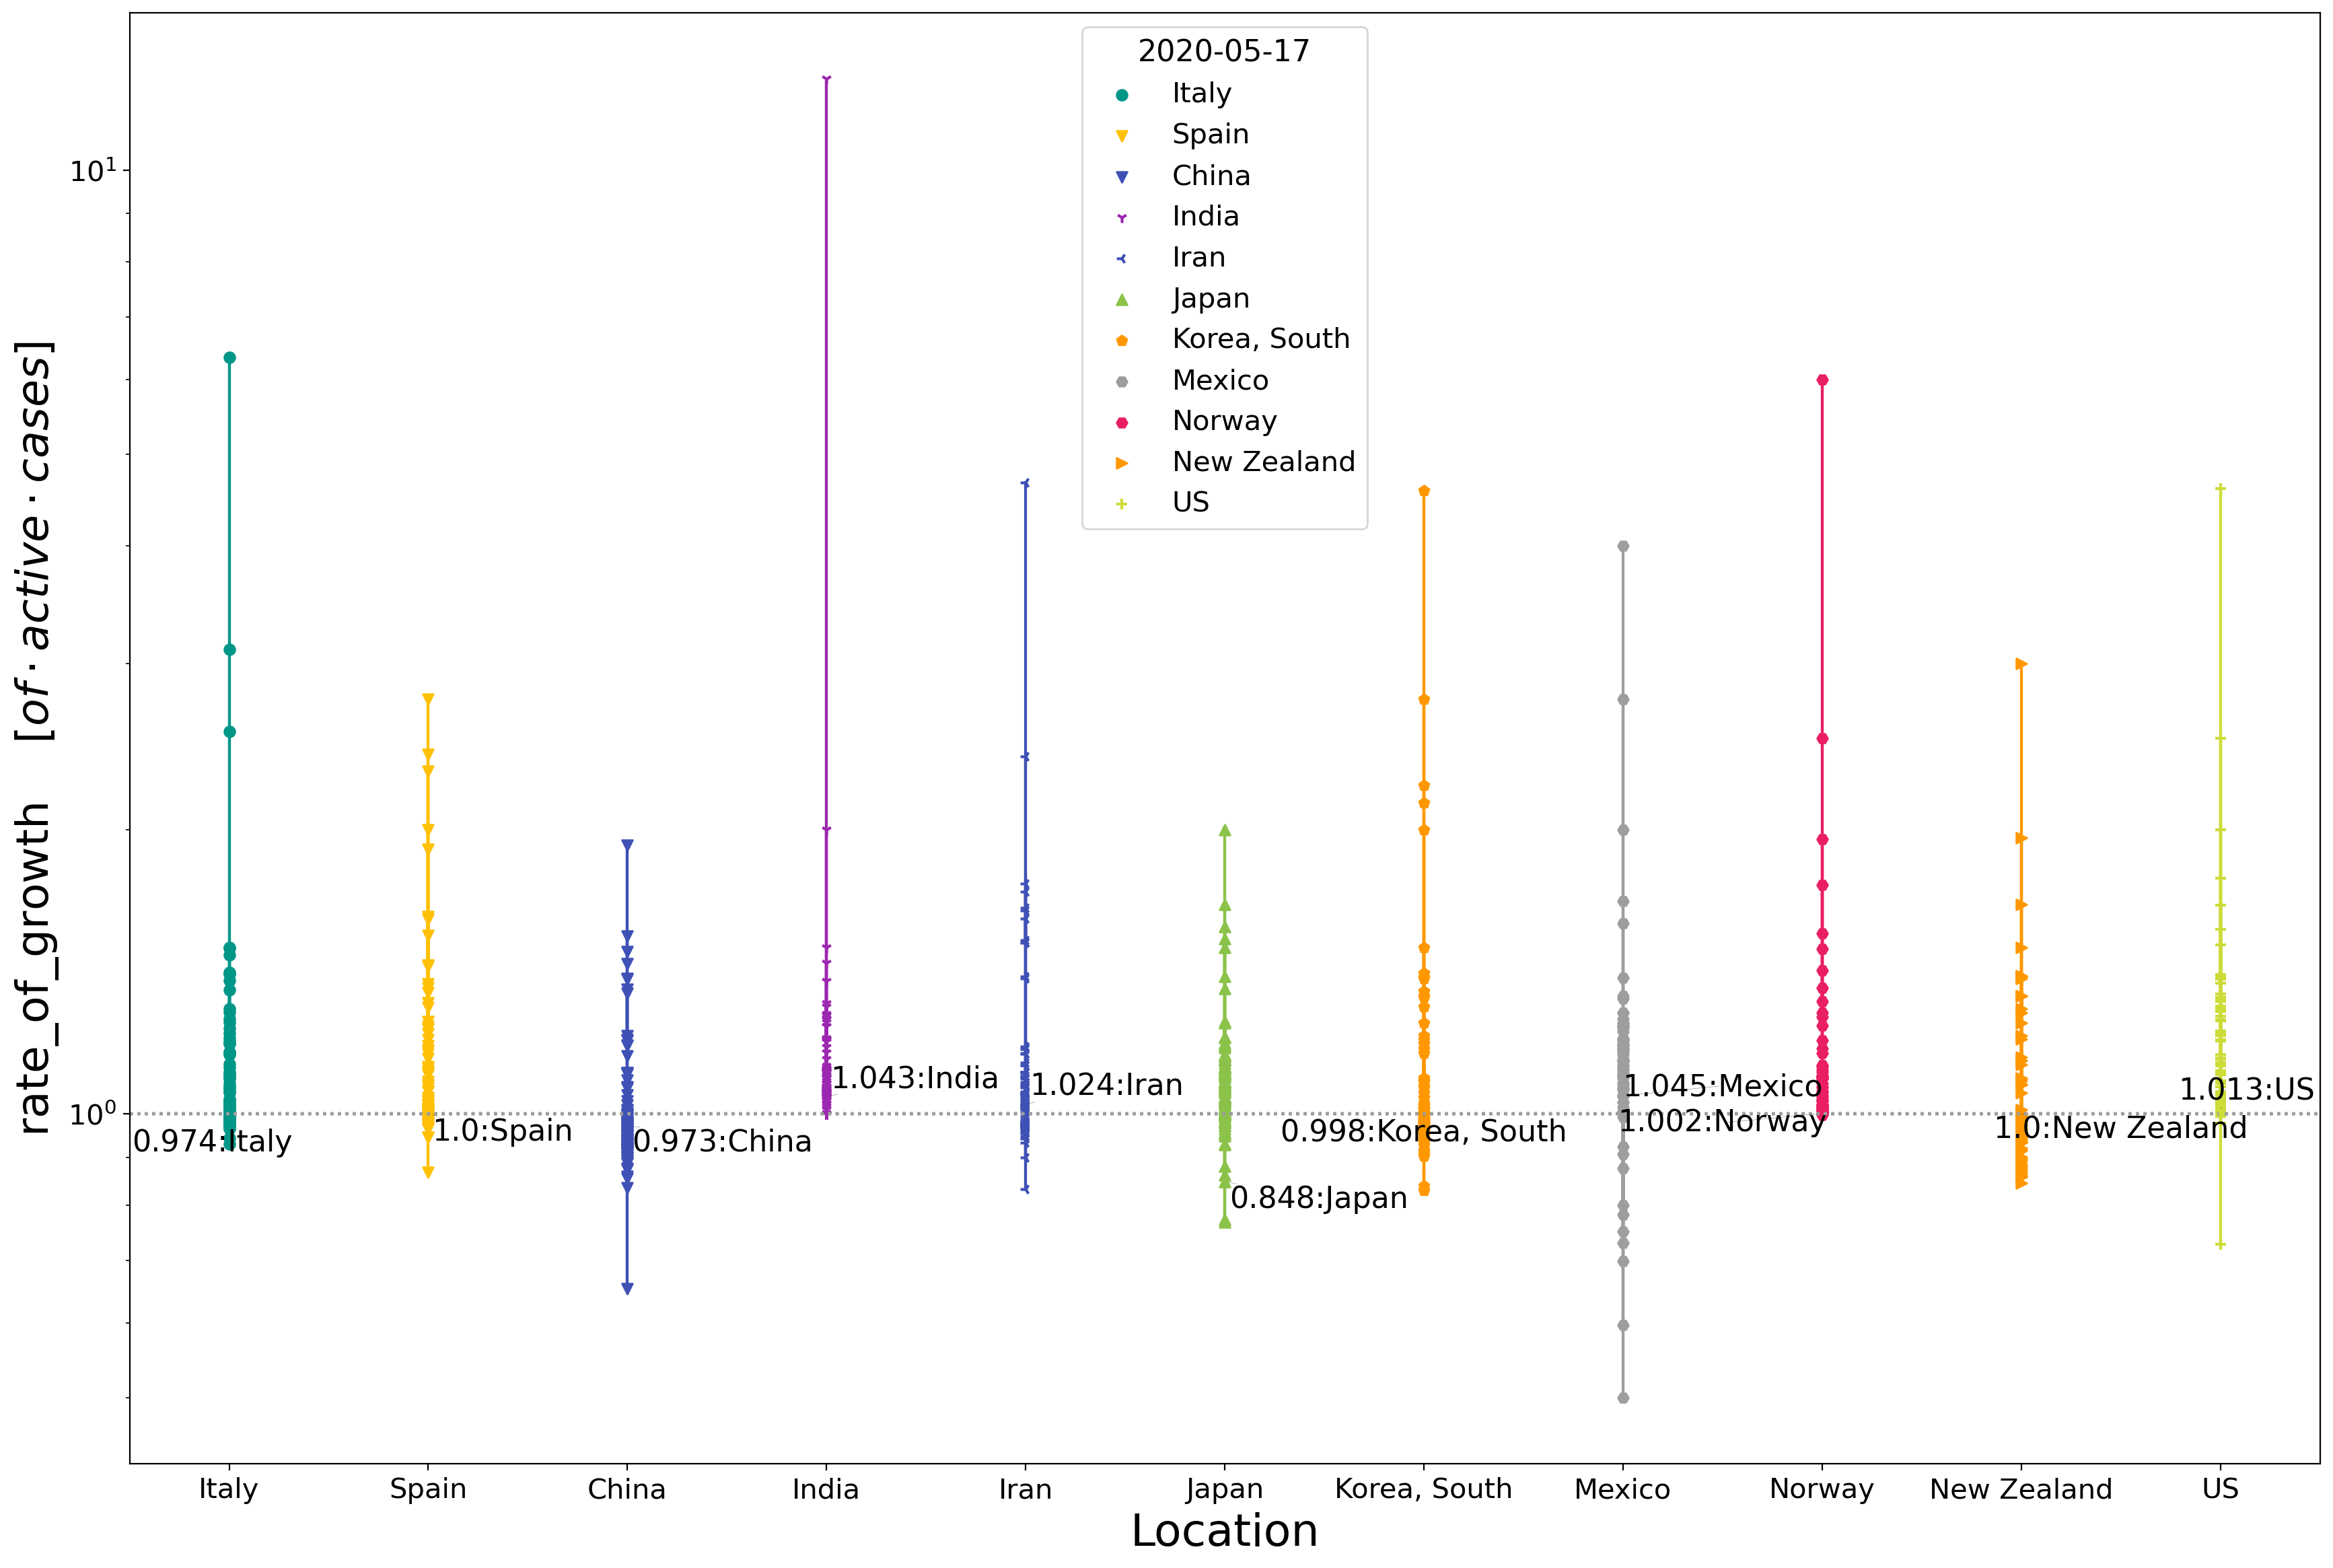 2020-05-17
Italy
Spain
China
India
Iran
Japan
Korea, South
Mexico
Norway
New Zealand
US
10¹
10⁰
rate_of_growth [of · active · cases]
0.974:Italy
1.0:Spain
0.973:China
1.043:India
1.024:Iran
0.848:Japan
0.998:Korea, South
1.045:Mexico
1.002:Norway
1.0:New Zealand
1.013:US
Italy Spain China India Iran Japan Korea, South Mexico Norway New Zealand US
Location